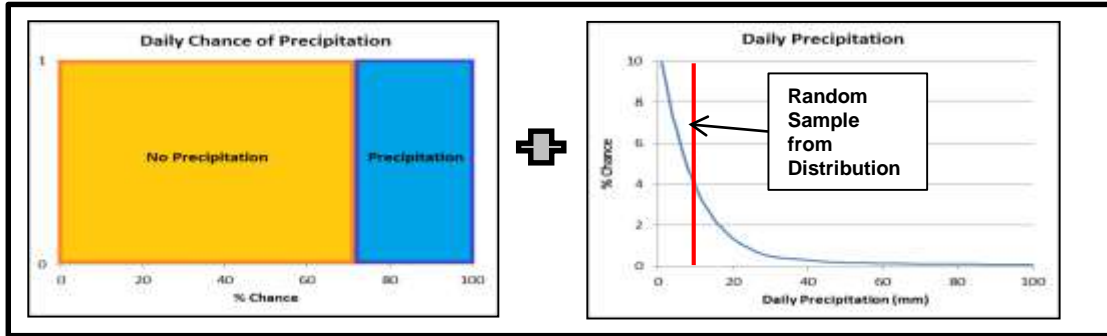 Daily Chance of Precipitation
1
No Precipitation
Precipitation
0
0 20 40 60 80 100
% Chance
Daily Precipitation
10
8
6
4
2
0
% Chance
Random
Sample
from
Distribution
0 20 40 60 80 100
Daily Precipitation (mm)